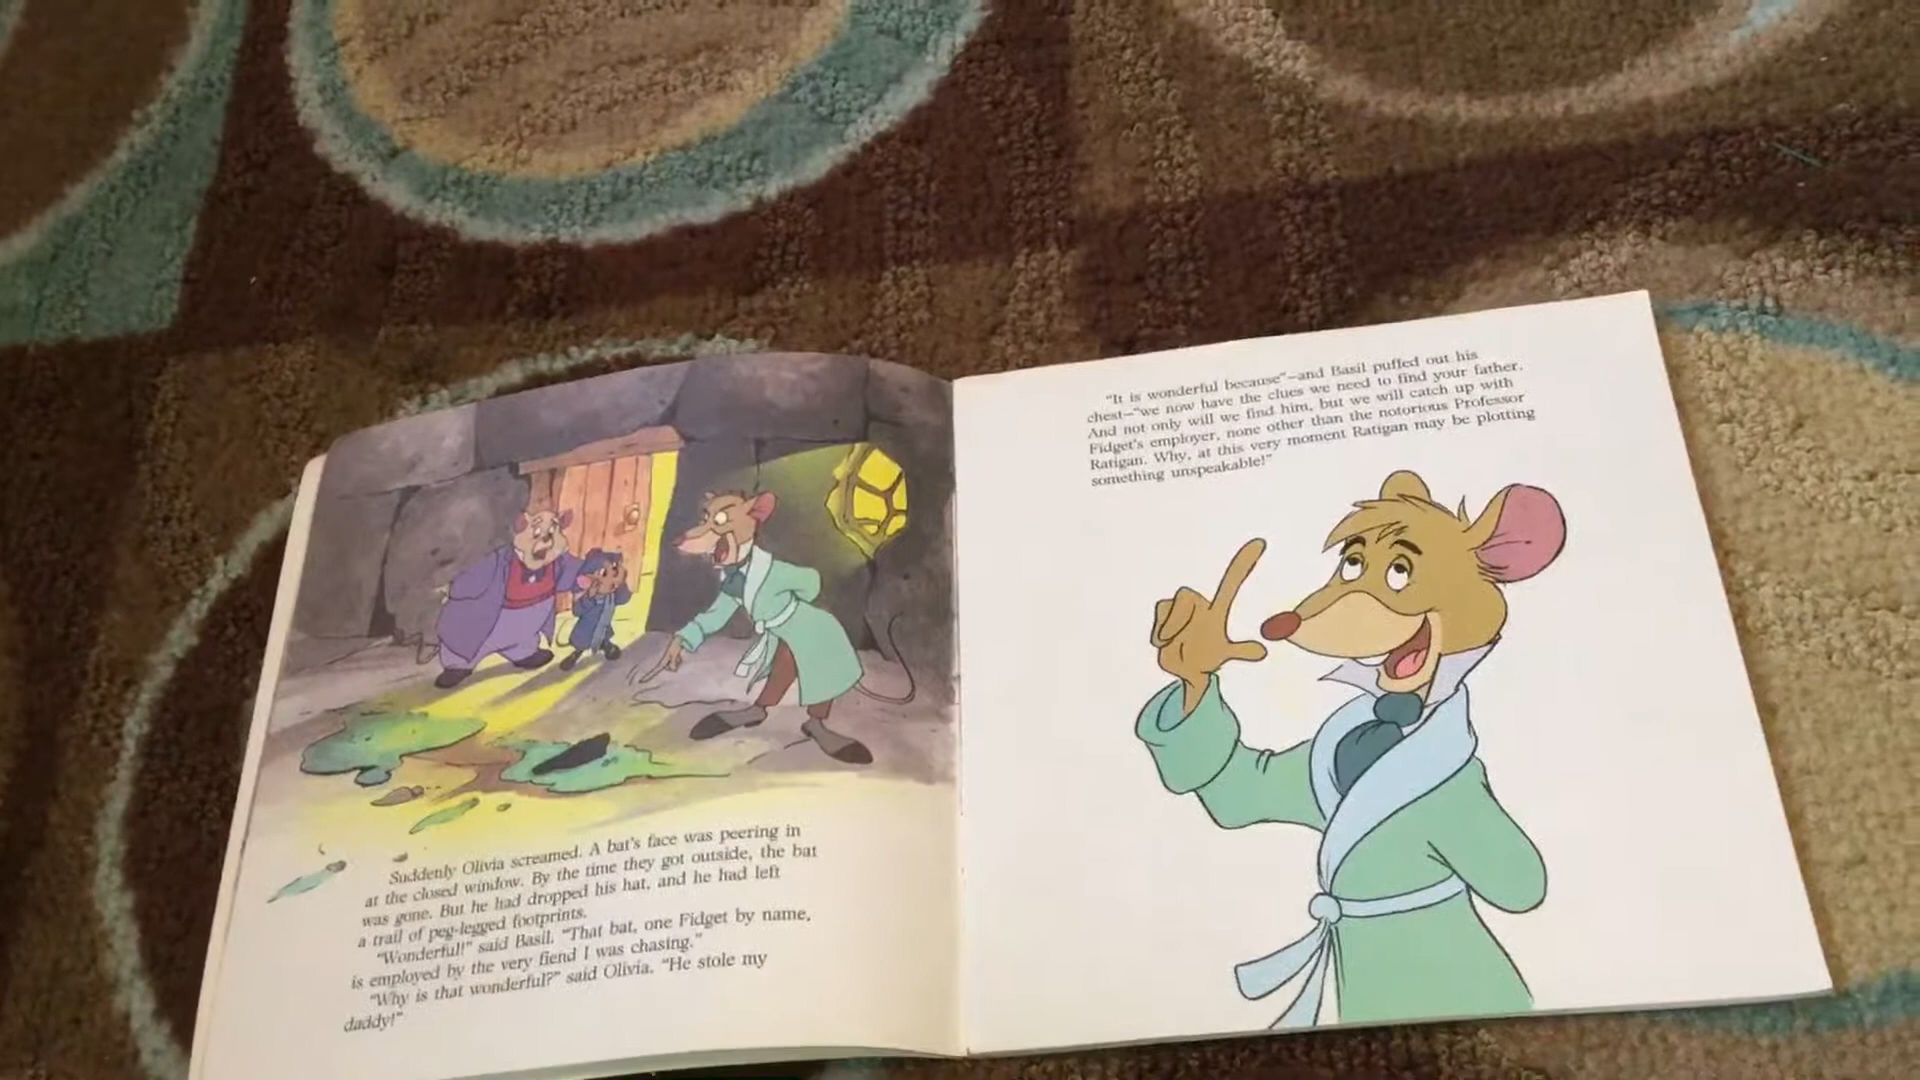 Suddenly Olivia screamed. A bat's face was peering in
at the closed window. By the time they got outside, the bat
was gone. But he had dropped his hat, and he had left
a trail of peg-legged footprints.
"Wonderful!" said Basil. "That bat, one Fidget by name,
is employed by the very fiend I was chasing."
"Why is that wonderful?" said Olivia. "He stole my
daddy!"
"It is wonderful because"—and Basil puffed out his
chest—"we now have the clues we need to find your father.
And not only will we find him, but we will catch up with
Fidget's employer, none other than the notorious Professor
Ratigan. Why, at this very moment Ratigan may be plotting
something unspeakable!"